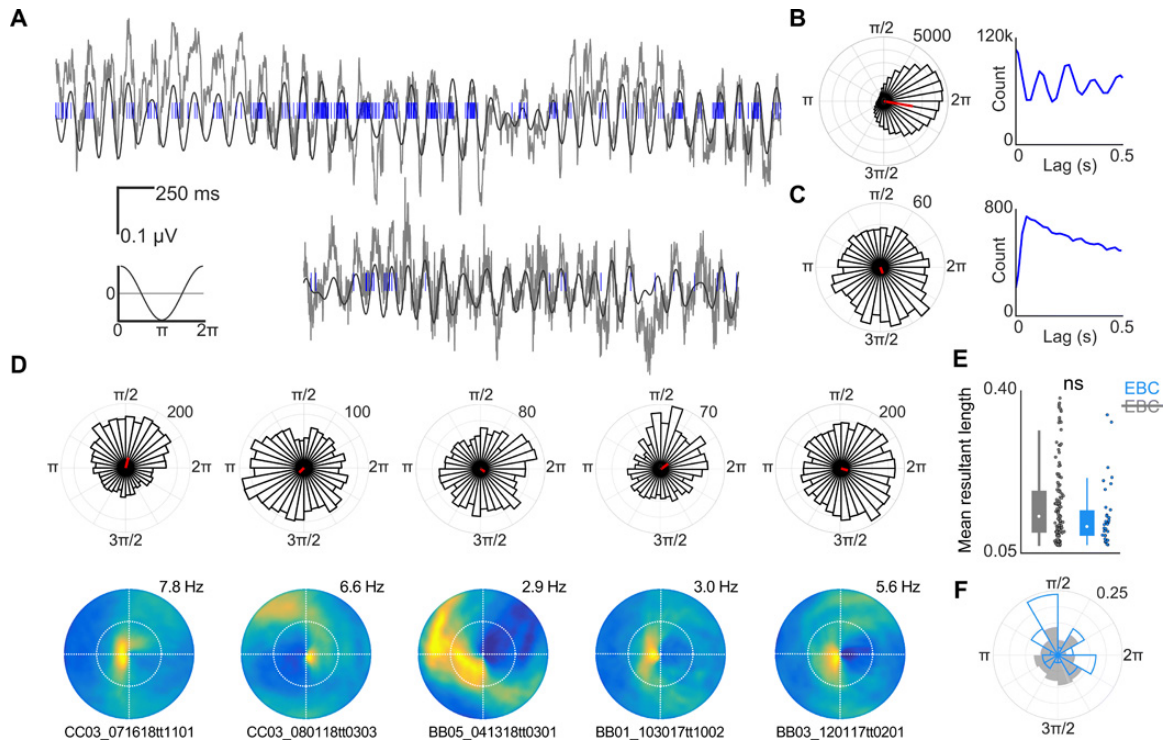 A
250 ms
0.1 µV
0
0 π 2π
B
π/2
5000
π
2π
3π/2
120k
Count
0
0 Lag (s) 0.5
C
π/2
60
π
2π
3π/2
800
Count
0
0 Lag (s) 0.5
D
π/2 200
π 2π
3π/2
π/2 100
π 2π
3π/2
π/2 80
π 2π
3π/2
π/2 70
π 2π
3π/2
π/2 200
π 2π
3π/2
7.8 Hz
6.6 Hz
2.9 Hz
3.0 Hz
5.6 Hz
CC03_071618tt1101
CC03_080118tt0303
BB05_041318tt0301
BB01_103017tt1002
BB03_120117tt0201
E
ns
EBC
EBC
0.40
Mean resultant length
0.05
F
π/2
0.25
π
2π
3π/2